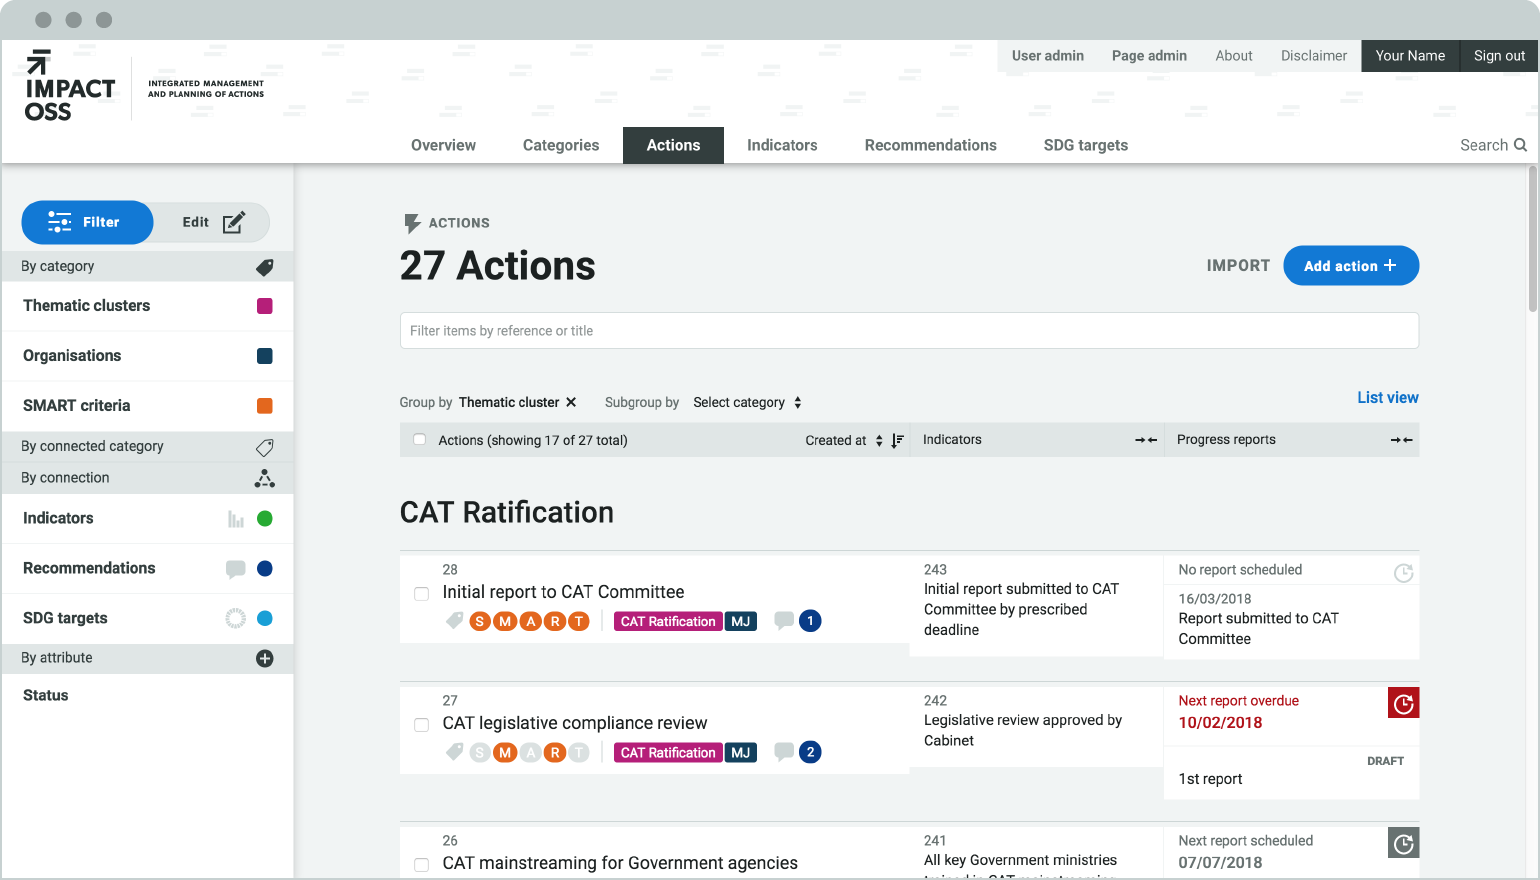 User admin Page admin About Disclaimer Your Name Sign out
IMPACT
OSS
INTEGRATED MANAGEMENT
AND PLANNING OF ACTIONS
Overview Categories Actions Indicators Recommendations SDG targets Search
Filter Edit
By category
Thematic clusters
Organisations
SMART criteria
By connected category
By connection
Indicators
Recommendations
SDG targets
By attribute
Status
ACTIONS
27 Actions
IMPORT Add action +
Filter items by reference or title
Group by Thematic cluster Subgroup by Select category List view
Actions (showing 17 of 27 total) Created at Indicators Progress reports
CAT Ratification
28
Initial report to CAT Committee
S M A R T CAT Ratification MJ 1
243
Initial report submitted to CAT
Committee by prescribed
deadline
No report scheduled
16/03/2018
Report submitted to CAT
Committee
27
CAT legislative compliance review
S M A R T CAT Ratification MJ 2
242
Legislative review approved by
Cabinet
Next report overdue
10/02/2018
DRAFT
1st report
26
CAT mainstreaming for Government agencies
241
All key Government ministries
Next report scheduled
07/07/2018